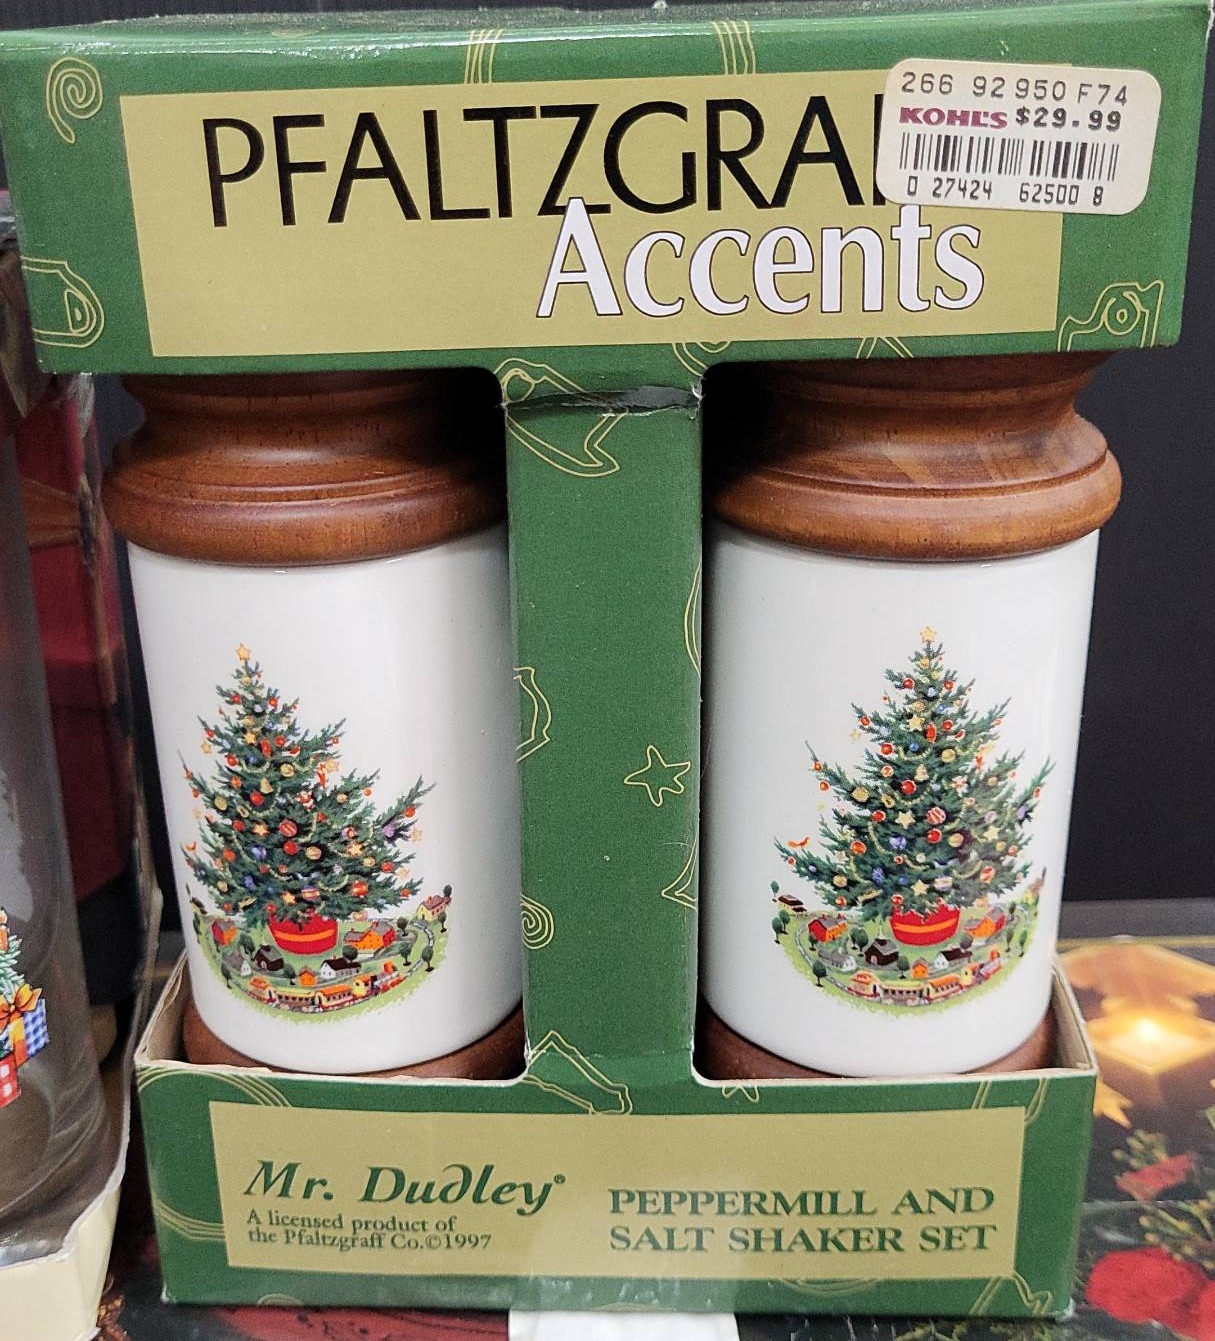 PFALTZGRA
Accents
266 92 950 F74
KOHL'S $29.99
0 27424 62500 8
Mr. Dudley®
A licensed product of
the Pfaltzgraff Co.©1997
PEPPERMILL AND
SALT SHAKER SET